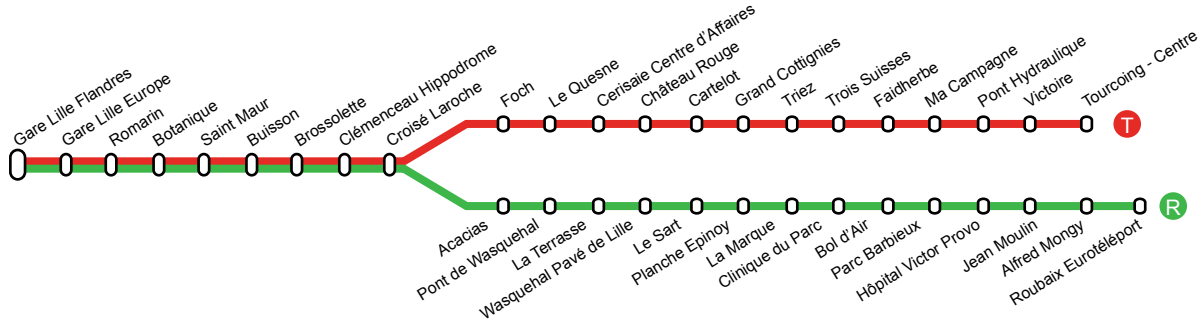 Gare Lille Flandres
Gare Lille Europe
Romarin
Botanique
Saint Maur
Buisson
Brossolette
Clémenceau Hippodrome
Croisé Laroche
Foch
Le Quesne
Cerisaie Centre d'Affaires
Château Rouge
Cartelot
Grand Cottignies
Triez
Trois Suisses
Faidherbe
Ma Campagne
Pont Hydraulique
Victoire
Tourcoing - Centre
T
Acacias
Pont de Wasquehal
La Terrasse
Wasquehal Pavé de Lille
Le Sart
Planche Epinoy
La Marque
Clinique du Parc
Bol d'Air
Parc Barbieux
Hôpital Victor Provo
Jean Moulin
Alfred Mongy
Roubaix Eurotéléport
R